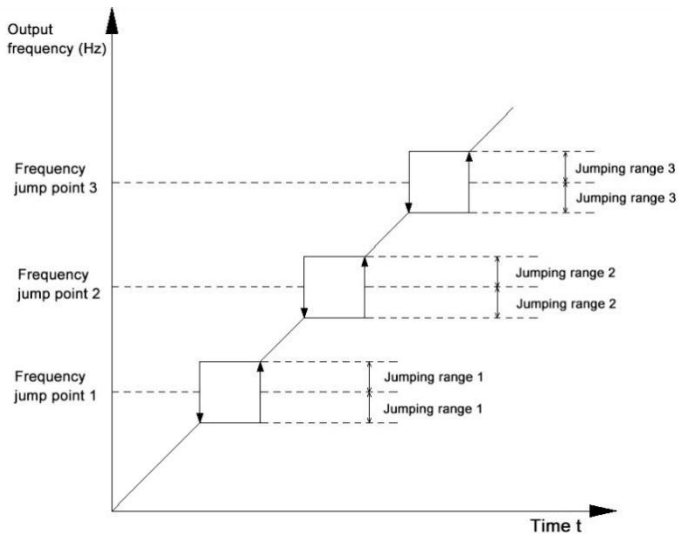 Output
frequency (Hz)
Frequency
jump point 3
Jumping range 3
Jumping range 3
Frequency
jump point 2
Jumping range 2
Jumping range 2
Frequency
jump point 1
Jumping range 1
Jumping range 1
Time t